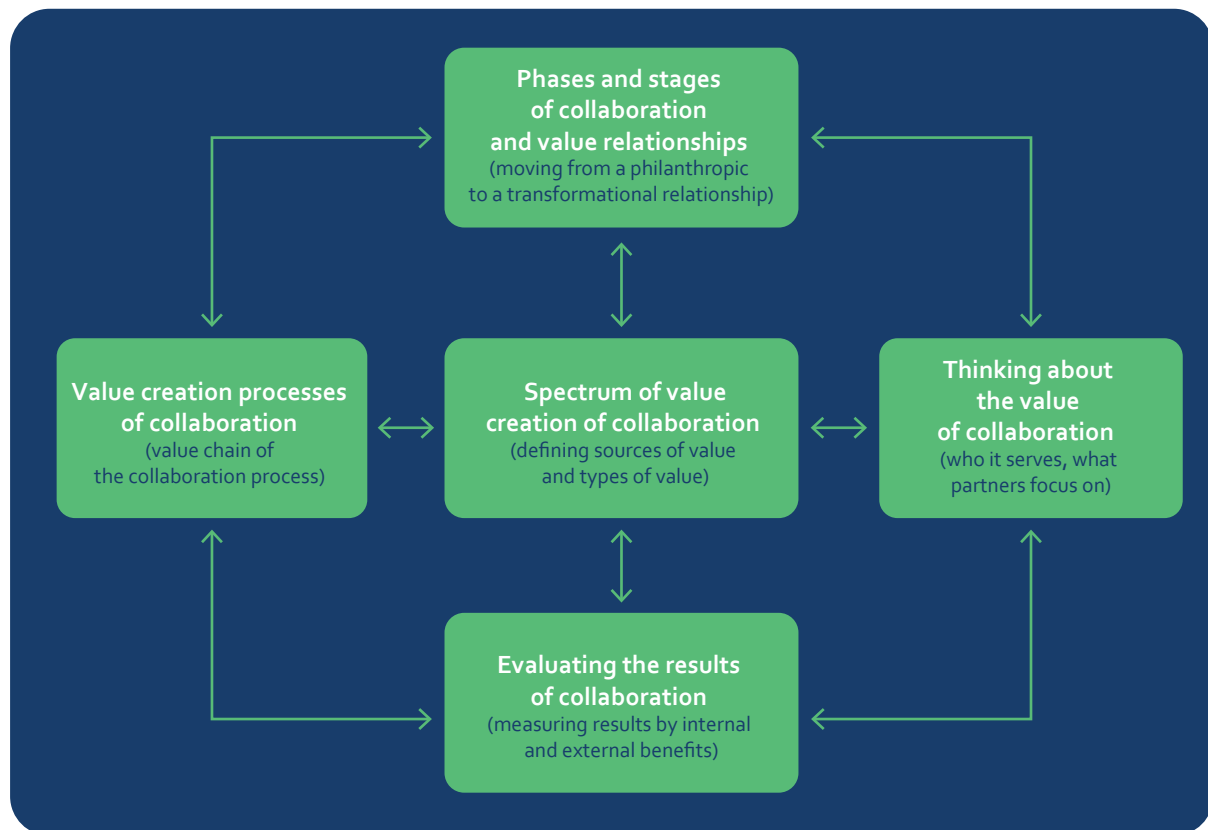 Phases and stages
of collaboration
and value relationships
(moving from a philanthropic
to a transformational relationship)
Value creation processes
of collaboration
(value chain of
the collaboration process)
Spectrum of value
creation of collaboration
(defining sources of value
and types of value)
Thinking about
the value
of collaboration
(who it serves, what
partners focus on)
Evaluating the results
of collaboration
(measuring results by internal
and external benefits)